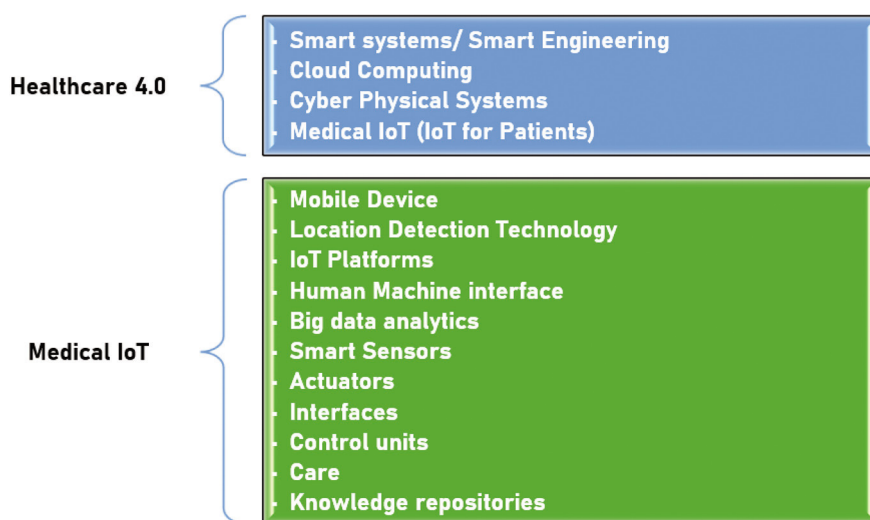 Healthcare 4.0
- Smart systems/ Smart Engineering
- Cloud Computing
- Cyber Physical Systems
- Medical IoT (IoT for Patients)
Medical IoT
- Mobile Device
- Location Detection Technology
- IoT Platforms
- Human Machine interface
- Big data analytics
- Smart Sensors
- Actuators
- Interfaces
- Control units
- Care
- Knowledge repositories